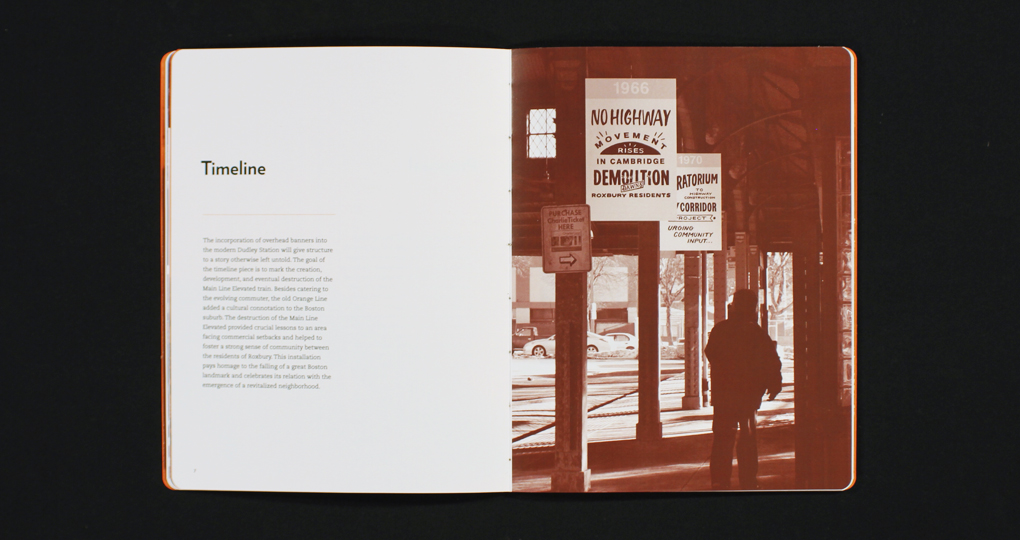 Timeline
The incorporation of overhead banners into
the modern Dudley Station will give structure
to a story otherwise left untold. The goal of
the timeline piece is to mark the creation,
development, and eventual destruction of the
Main Line Elevated train. Besides catering to
the evolving commuter, the old Orange Line
added a cultural connotation to the Boston
suburb. The destruction of the Main Line
Elevated provided crucial lessons to an area
facing commercial setbacks and helped to
foster a strong sense of community between
the residents of Roxbury. This installation
pays homage to the falling of a great Boston
landmark and celebrates its relation with the
emergence of a revitalized neighborhood.
1966
NO HIGHWAY
MOVEMENT
RISES
IN CAMBRIDGE
DEMOLITION
DAWNS
ROXBURY RESIDENTS
1970
RATORIUM
TO
HIGHWAY
CONSTRUCTION
CORRIDOR
PROJECT
URGING
COMMUNITY
INPUT...
PURCHASE
CharlieTicket
HERE